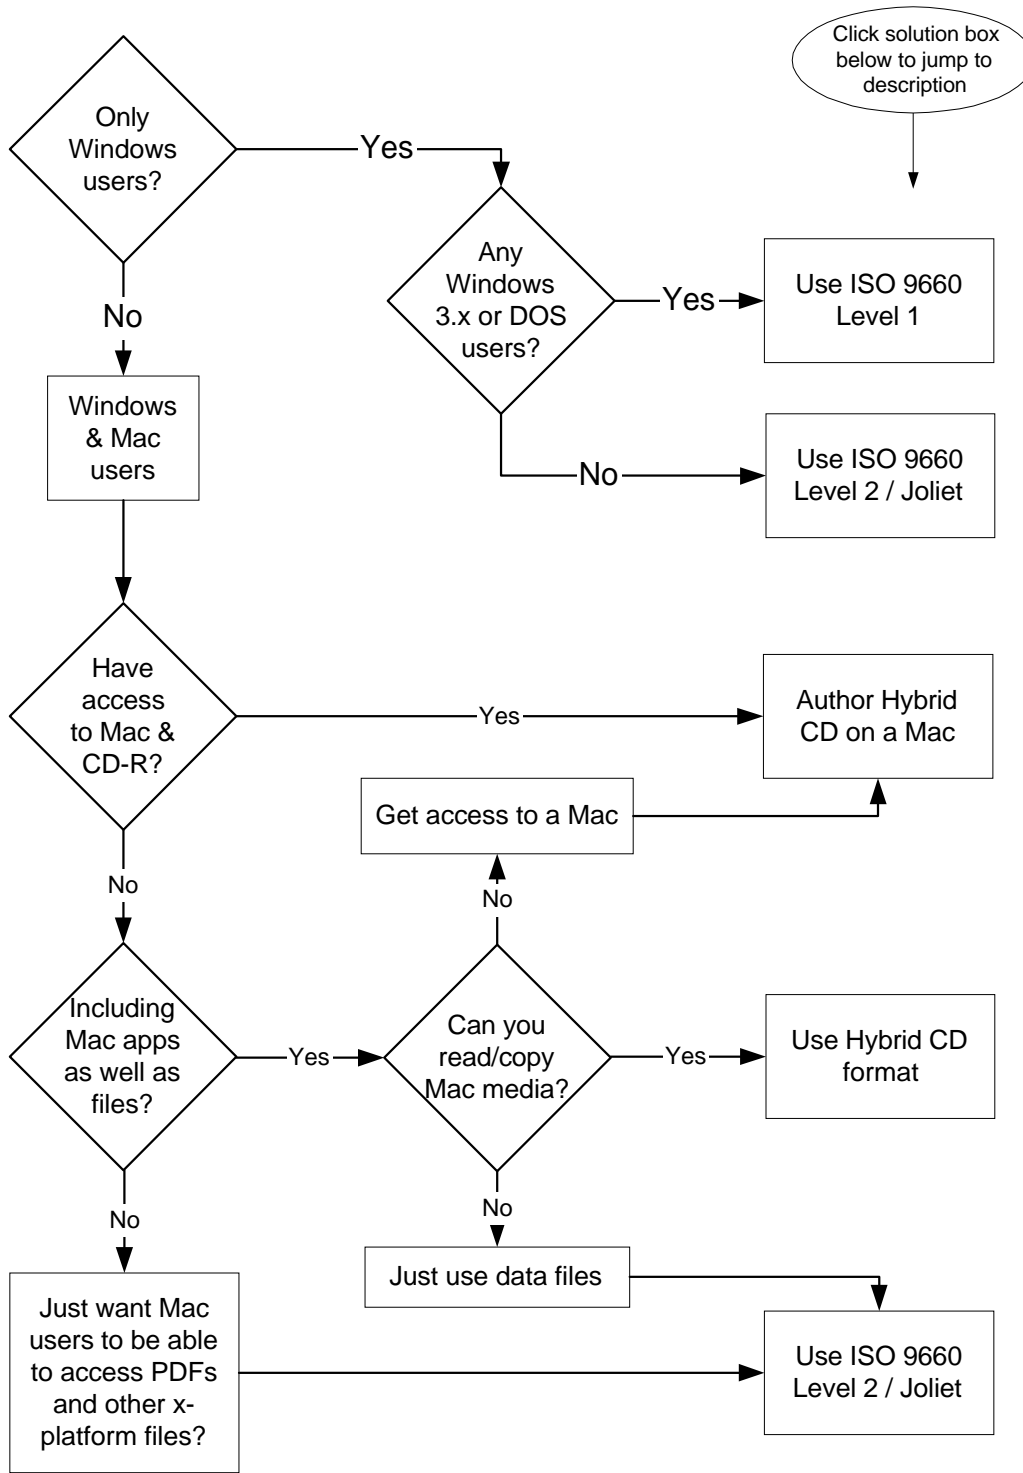 Click solution box
below to jump to
description
Only
Windows
users?
Yes
Any
Windows
3.x or DOS
users?
Yes
Use ISO 9660
Level 1
No
Windows
& Mac
users
No
Use ISO 9660
Level 2 / Joliet
Have
access
to Mac &
CD-R?
Yes
Author Hybrid
CD on a Mac
Get access to a Mac
No
No
Including
Mac apps
as well as
files?
Yes
Can you
read/copy
Mac media?
Yes
Use Hybrid CD
format
No
No
Just use data files
Just want Mac
users to be able
to access PDFs
and other x-
platform files?
Use ISO 9660
Level 2 / Joliet